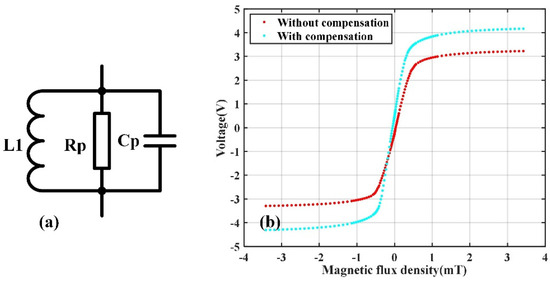 L1
Rp
Cp
(a)
Without compensation
With compensation
5
4
3
2
1
0
-1
-2
-3
-4
-5
-4
-3
-2
-1
0
1
2
3
4
Voltage(V)
Magnetic flux density(mT)
(b)